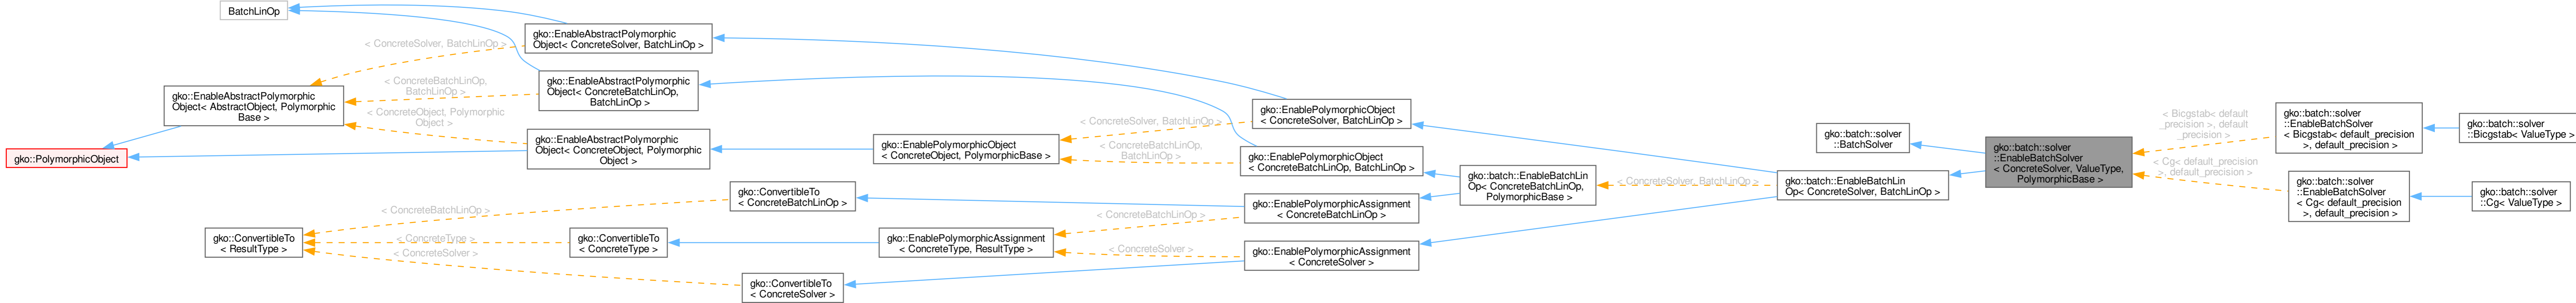 BatchLinOp
gko::EnableAbstractPolymorphic
Object< ConcreteSolver, BatchLinOp >
< ConcreteSolver, BatchLinOp >
gko::EnableAbstractPolymorphic
Object< ConcreteBatchLinOp,
BatchLinOp >
< ConcreteBatchLinOp,
BatchLinOp >
gko::EnableAbstractPolymorphic
Object< AbstractObject, Polymorphic
Base >
< ConcreteObject, Polymorphic
Object >
gko::EnableAbstractPolymorphic
Object< ConcreteObject, Polymorphic
Object >
gko::PolymorphicObject
gko::EnablePolymorphicObject
< ConcreteObject, PolymorphicBase >
< ConcreteSolver, BatchLinOp >
< ConcreteBatchLinOp,
BatchLinOp >
gko::EnablePolymorphicObject
< ConcreteSolver, BatchLinOp >
gko::EnablePolymorphicObject
< ConcreteBatchLinOp, BatchLinOp >
gko::ConvertibleTo
< ConcreteBatchLinOp >
< ConcreteBatchLinOp >
gko::ConvertibleTo
< ResultType >
< ConcreteType >
< ConcreteSolver >
gko::ConvertibleTo
< ConcreteType >
gko::ConvertibleTo
< ConcreteSolver >
gko::EnablePolymorphicAssignment
< ConcreteType, ResultType >
< ConcreteBatchLinOp >
< ConcreteSolver >
gko::EnablePolymorphicAssignment
< ConcreteBatchLinOp >
gko::EnablePolymorphicAssignment
< ConcreteSolver >
gko::batch::EnableBatchLin
Op< ConcreteBatchLinOp,
PolymorphicBase >
< ConcreteSolver, BatchLinOp >
gko::batch::EnableBatchLin
Op< ConcreteSolver, BatchLinOp >
gko::batch::solver
::BatchSolver
gko::batch::solver
::EnableBatchSolver
< ConcreteSolver, ValueType,
PolymorphicBase >
< Bicgstab< default
_precision >, default
_precision >
< Cg< default_precision
>, default_precision >
gko::batch::solver
::EnableBatchSolver
< Bicgstab< default_precision
>, default_precision >
gko::batch::solver
::EnableBatchSolver
< Cg< default_precision
>, default_precision >
gko::batch::solver
::Bicgstab< ValueType >
gko::batch::solver
::Cg< ValueType >